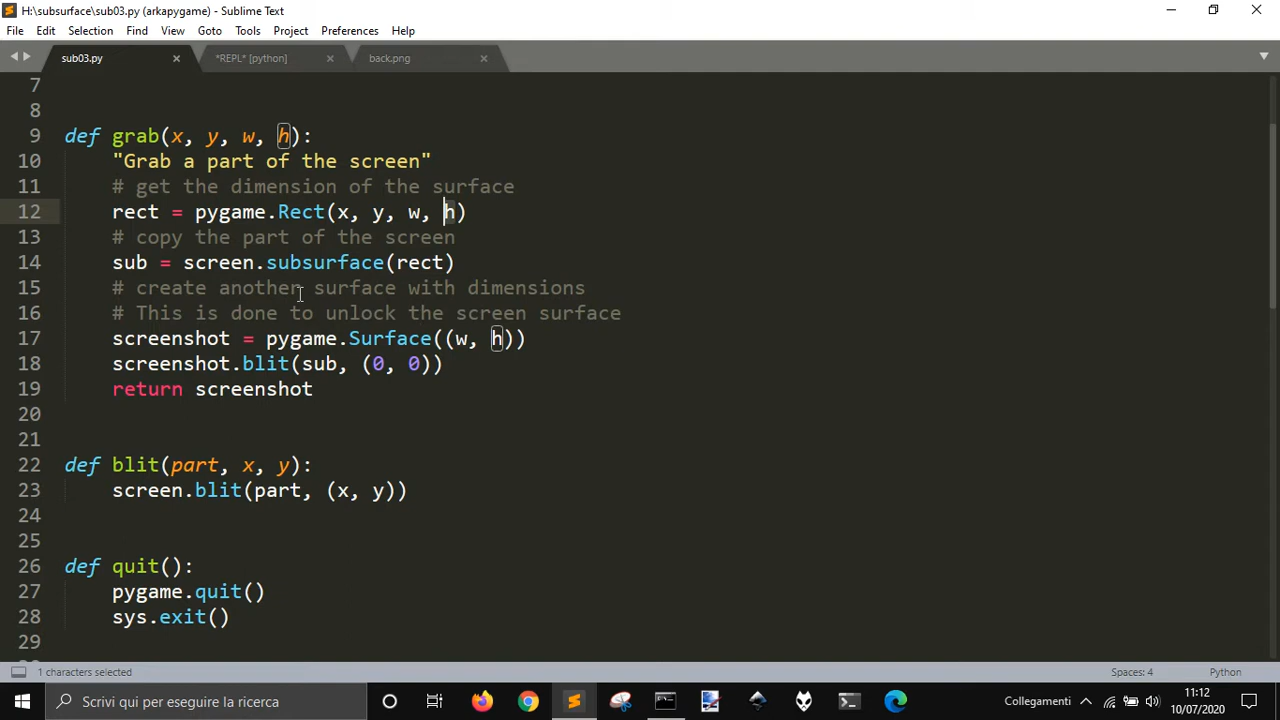 H:\subsurface\sub03.py (arkapygame) - Sublime Text
File Edit Selection Find View Goto Tools Project Preferences Help
sub03.py *REPL* [python] back.png
7
8
9 def grab(x, y, w, h):
10 "Grab a part of the screen"
11 # get the dimension of the surface
12 rect = pygame.Rect(x, y, w, h)
13 # copy the part of the screen
14 sub = screen.subsurface(rect)
15 # create another surface with dimensions
16 # This is done to unlock the screen surface
17 screenshot = pygame.Surface((w, h))
18 screenshot.blit(sub, (0, 0))
19 return screenshot
20
21
22 def blit(part, x, y):
23 screen.blit(part, (x, y))
24
25
26 def quit():
27 pygame.quit()
28 sys.exit()
29
1 characters selected Spaces: 4 Python
Scrivi qui per eseguire la ricerca Collegamenti 11:12
10/07/2020